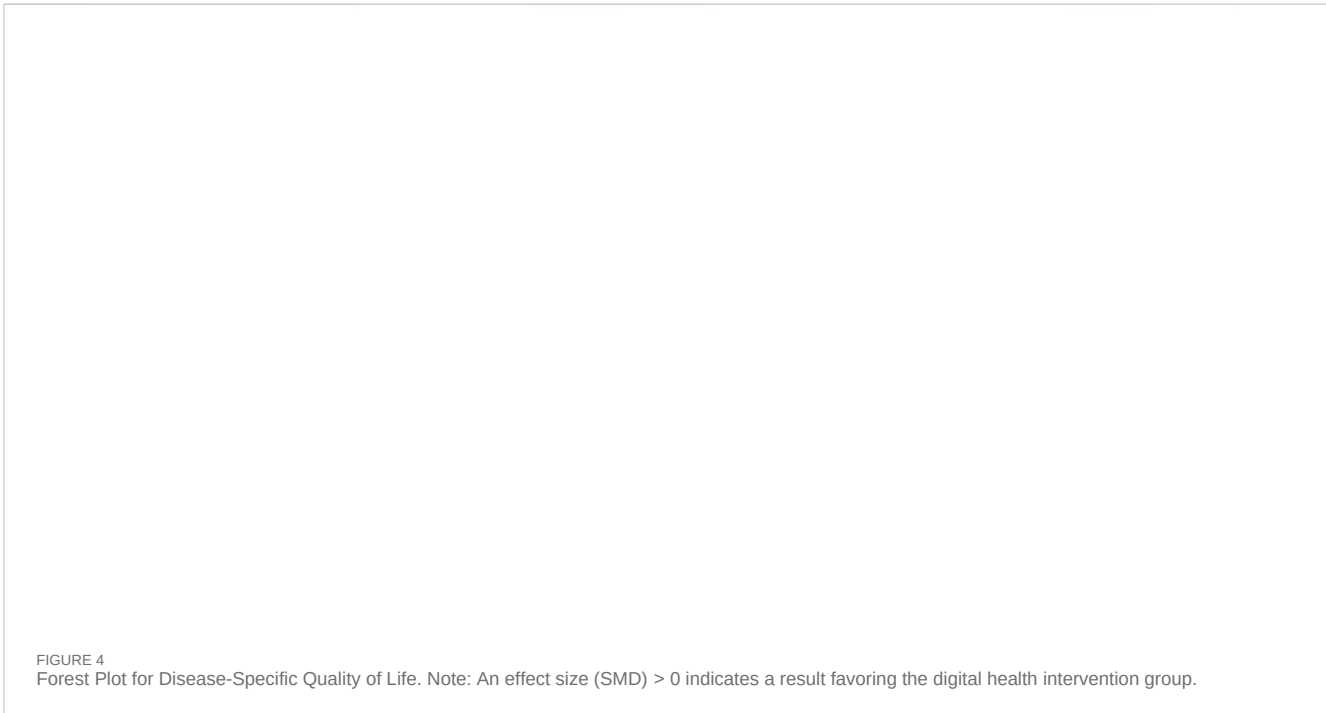 FIGURE 4
Forest Plot for Disease-Specific Quality of Life. Note: An effect size (SMD) > 0 indicates a result favoring the digital health intervention group.